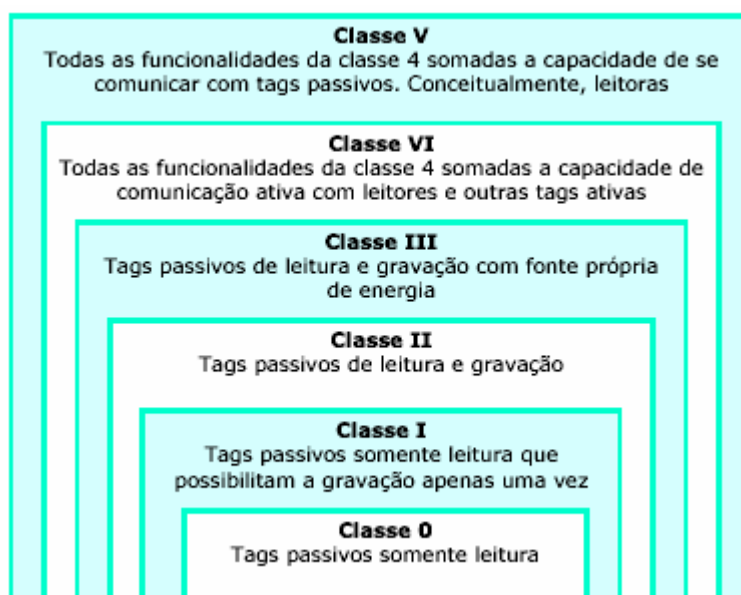 Classe V
Todas as funcionalidades da classe 4 somadas a capacidade de se
comunicar com tags passivos. Conceitualmente, leitoras
Classe VI
Todas as funcionalidades da classe 4 somadas a capacidade de
comunicação ativa com leitores e outras tags ativas
Classe III
Tags passivos de leitura e gravação com fonte própria
de energia
Classe II
Tags passivos de leitura e gravação
Classe I
Tags passivos somente leitura que
possibilitam a gravação apenas uma vez
Classe 0
Tags passivos somente leitura